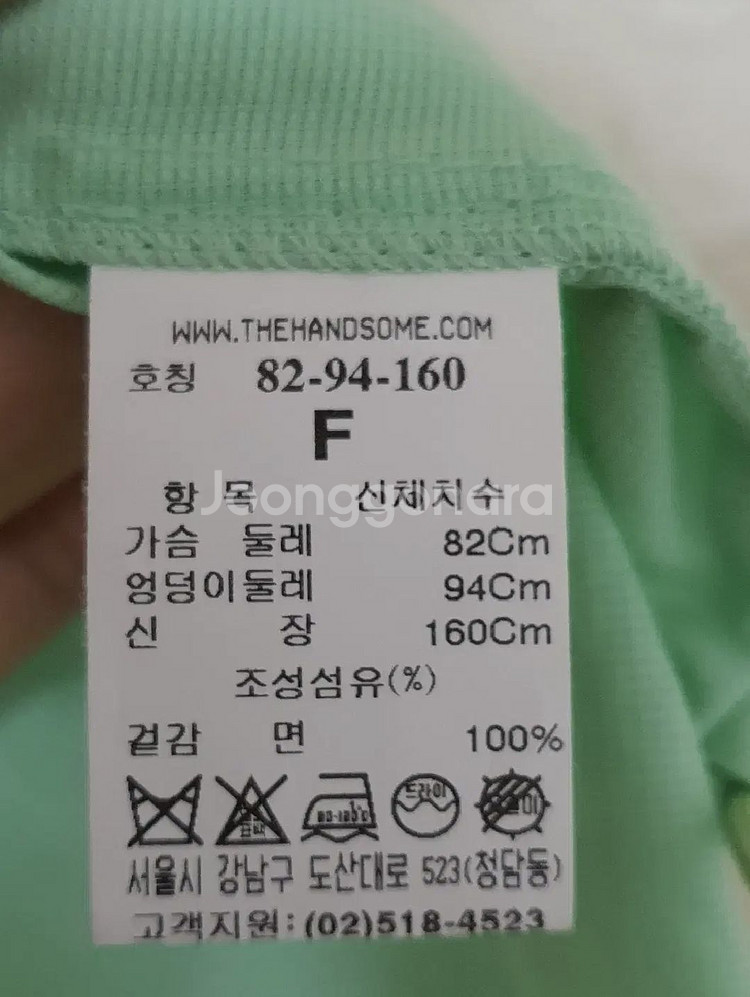 WWW.THEHANDSOME.COM
호칭 82-94-160
F
Joonggonara
항 목 신체치수
가슴 둘레 82Cm
엉덩이둘레 94Cm
신 장 160Cm
조성섬유(%)
겉감 면 100%
표백 드라이
서울시 강남구 도산대로 523(청담동)
고객지원: (02)518-4523